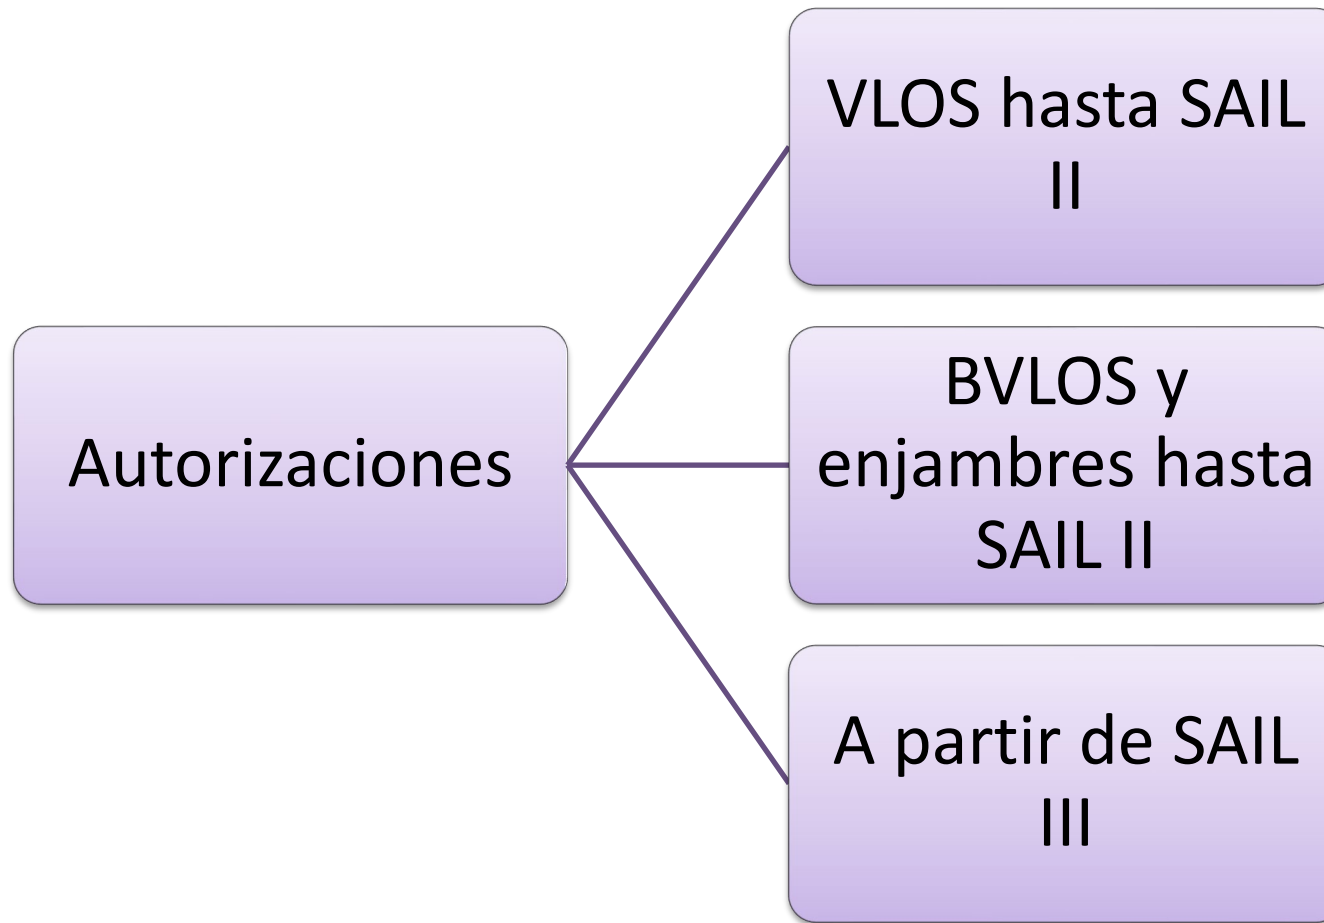 VLOS hasta SAIL
II
Autorizaciones
BVLOS y
enjambres hasta
SAIL II
A partir de SAIL
III